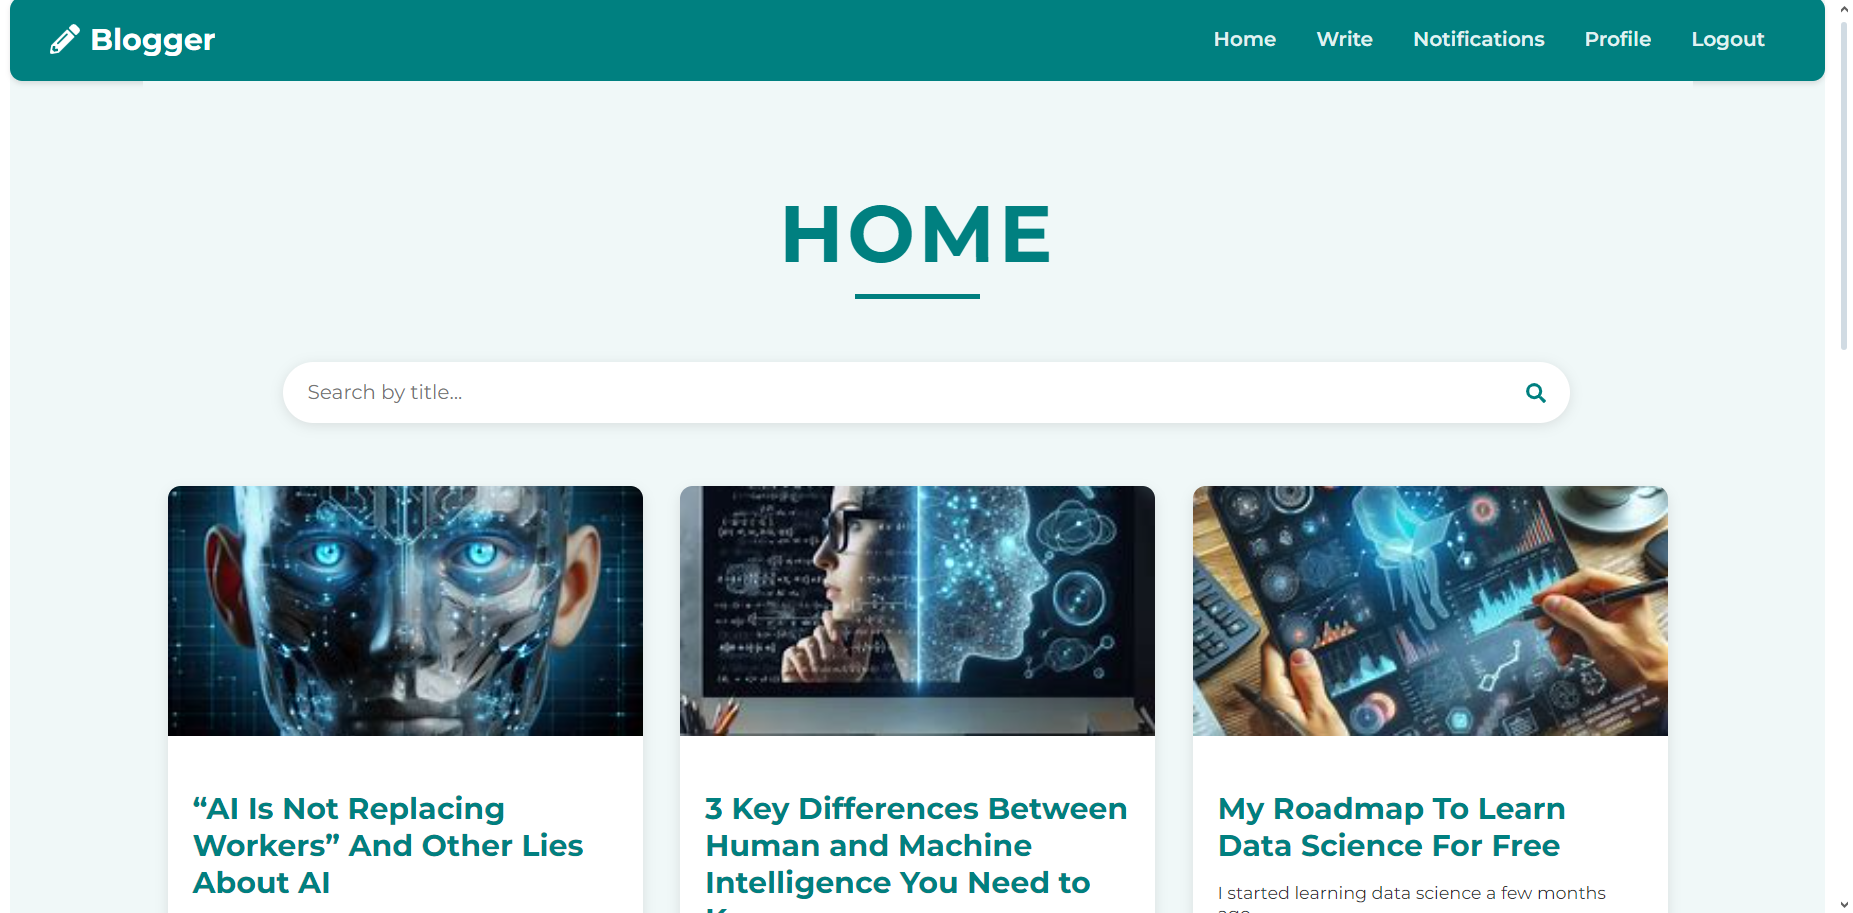 Blogger
Home Write Notifications Profile Logout
HOME
Search by title...
“AI Is Not Replacing
Workers” And Other Lies
About AI
3 Key Differences Between
Human and Machine
Intelligence You Need to
My Roadmap To Learn
Data Science For Free
I started learning data science a few months